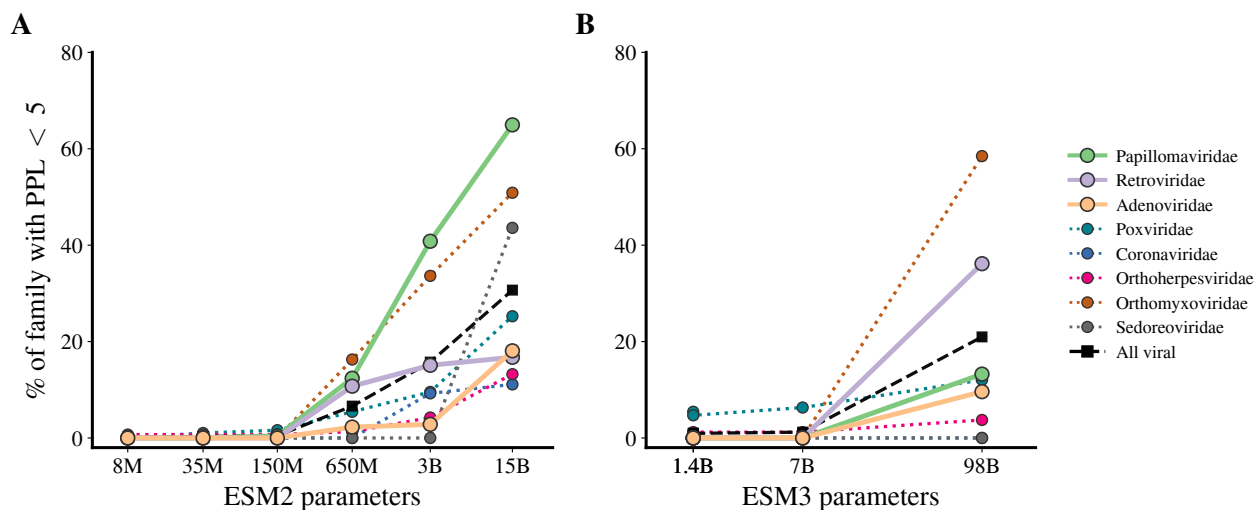 A
B
% of family with PPL < 5
80
60
40
20
0
8M 35M 150M 650M 3B 15B
ESM2 parameters
80
60
40
20
0
1.4B 7B 98B
ESM3 parameters
Papillomaviridae
Retroviridae
Adenoviridae
Poxviridae
Coronaviridae
Orthoherpesviridae
Orthomyxoviridae
Sedoreoviridae
All viral